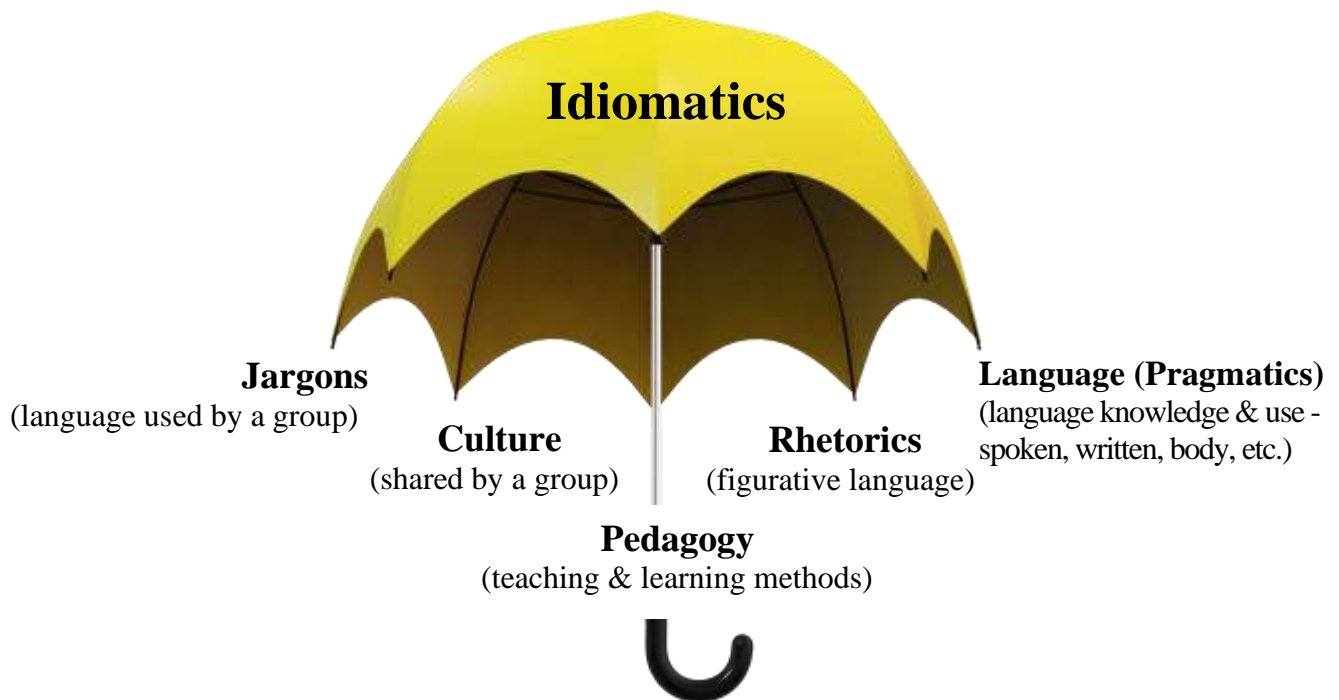 Idiomatics
Jargons
(language used by a group)
Culture
(shared by a group)
Rhetorics
(figurative language)
Language (Pragmatics)
(language knowledge & use -
spoken, written, body, etc.)
Pedagogy
(teaching & learning methods)